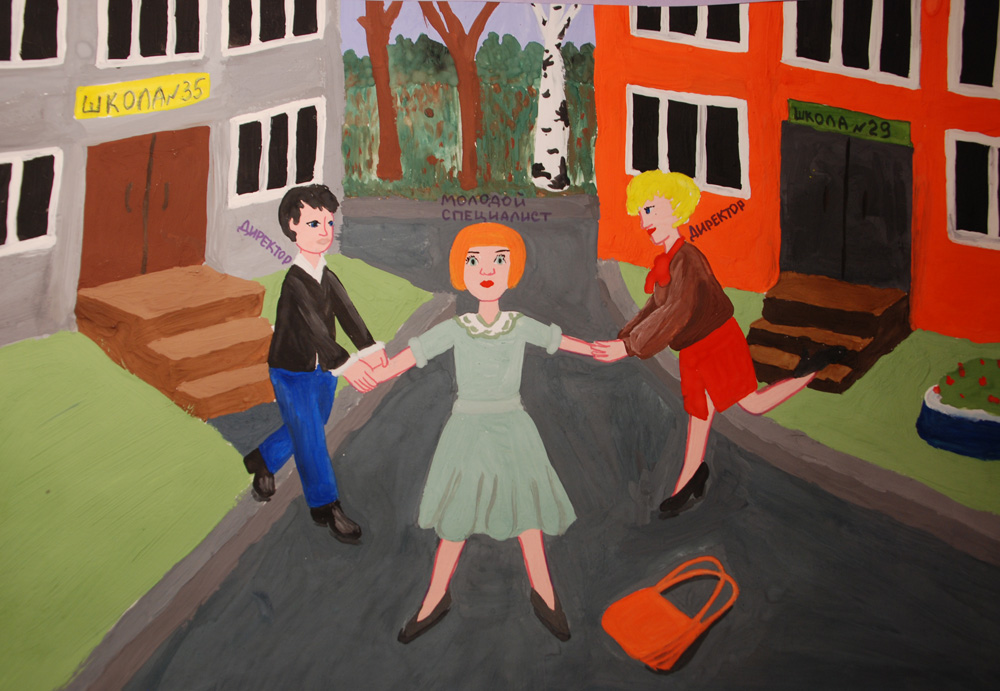 ШКОЛА №35
ШКОЛА №29
МОЛОДОЙ
СПЕЦИАЛИСТ
ДИРЕКТОР
ДИРЕКТОР